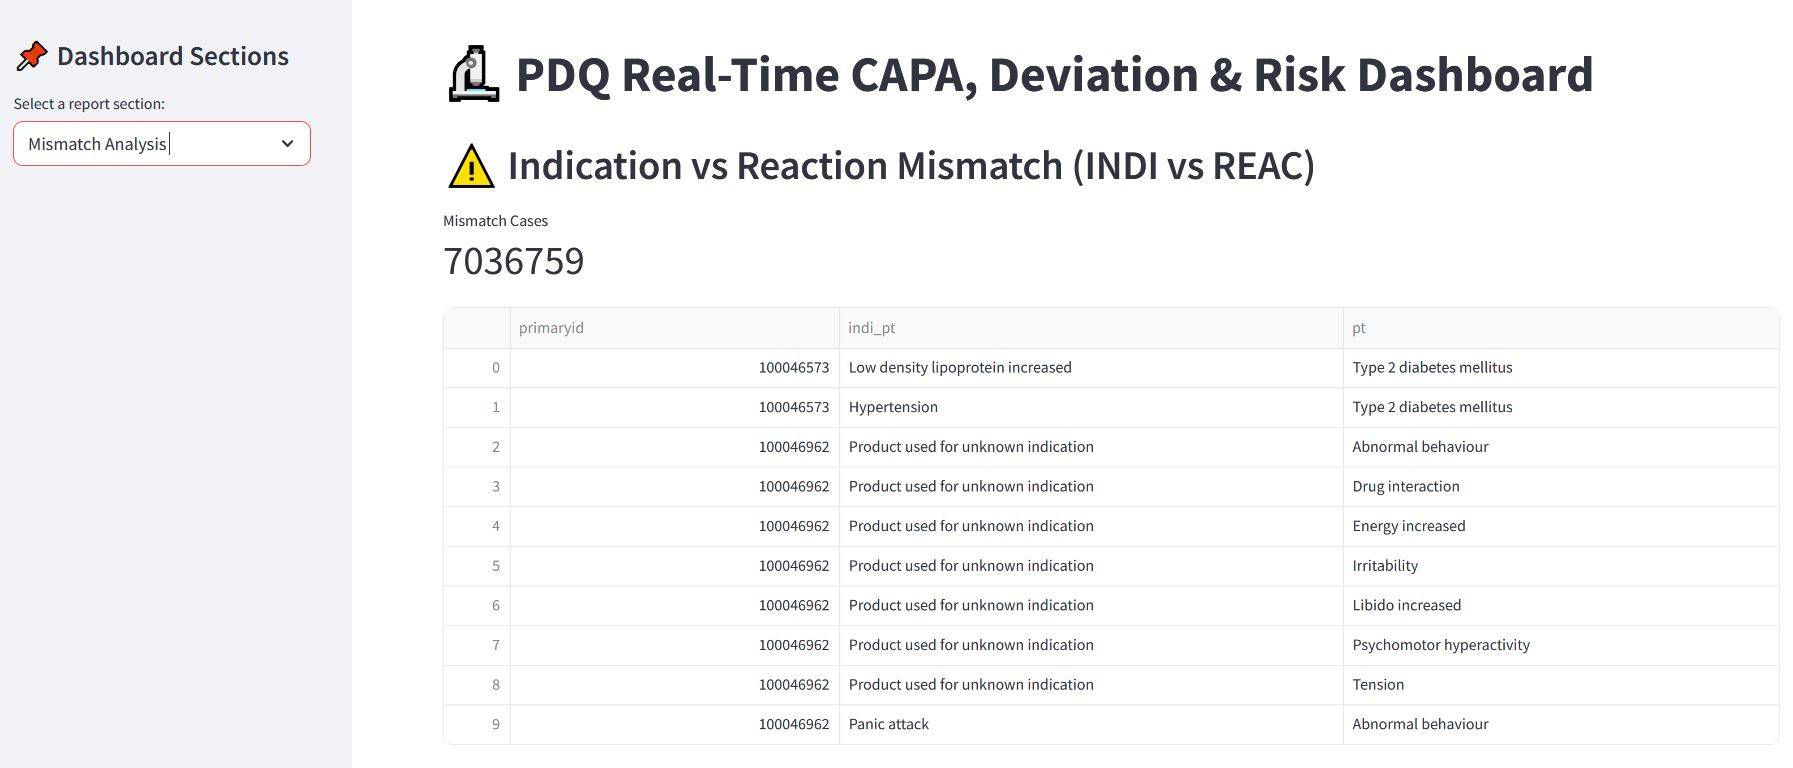 Dashboard Sections
Select a report section:
Mismatch Analysis
PDQ Real-Time CAPA, Deviation & Risk Dashboard
Indication vs Reaction Mismatch (INDI vs REAC)
Mismatch Cases
7036759
primaryid indi_pt pt
0 100046573 Low density lipoprotein increased Type 2 diabetes mellitus
1 100046573 Hypertension Type 2 diabetes mellitus
2 100046962 Product used for unknown indication Abnormal behaviour
3 100046962 Product used for unknown indication Drug interaction
4 100046962 Product used for unknown indication Energy increased
5 100046962 Product used for unknown indication Irritability
6 100046962 Product used for unknown indication Libido increased
7 100046962 Product used for unknown indication Psychomotor hyperactivity
8 100046962 Product used for unknown indication Tension
9 100046962 Panic attack Abnormal behaviour